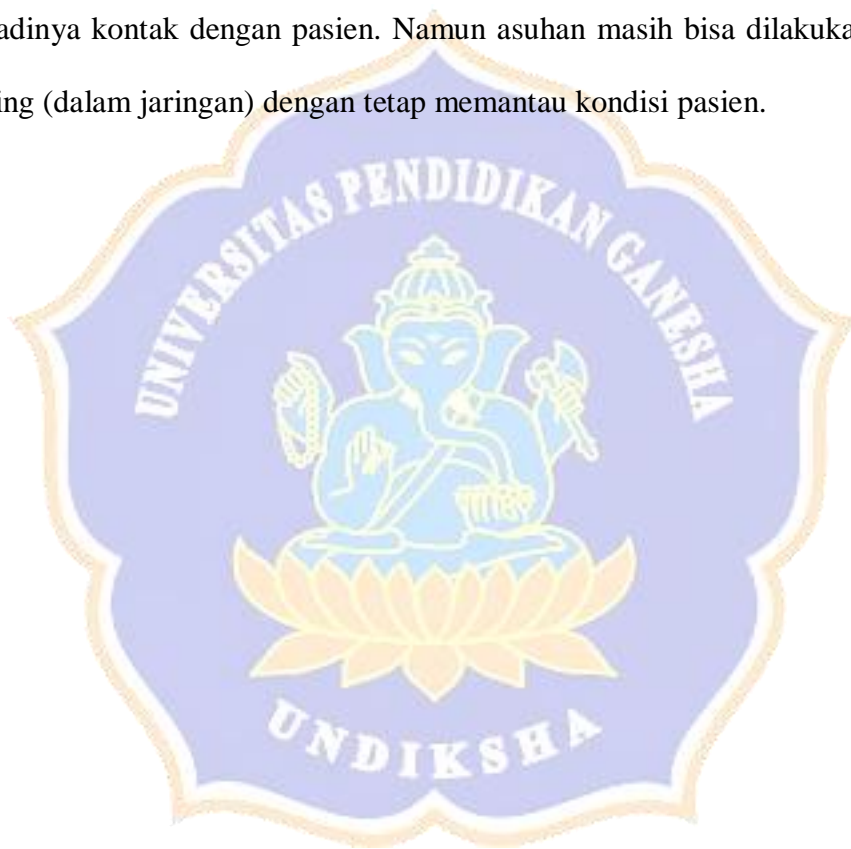 adinya kontak dengan pasien. Namun asuhan masih bisa dilakuka
ing (dalam jaringan) dengan tetap memantau kondisi pasien.
UNIVERSITAS PENDIDIKAN GANESHA
UNDIKSHA